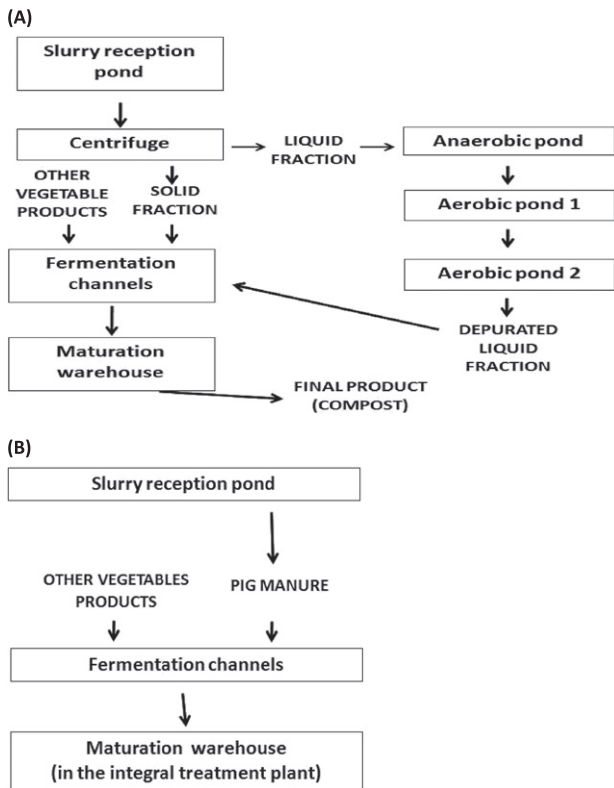 (A)
Slurry reception
pond
Centrifuge
LIQUID
FRACTION
Anaerobic pond
OTHER
VEGETABLE
PRODUCTS
SOLID
FRACTION
Aerobic pond 1
Fermentation
channels
Aerobic pond 2
DEPURATED
LIQUID
FRACTION
Maturation
warehouse
FINAL PRODUCT
(COMPOST)
(B)
Slurry reception pond
OTHER VEGETABLES
PRODUCTS
PIG MANURE
Fermentation channels
Maturation warehouse
(in the integral treatment plant)